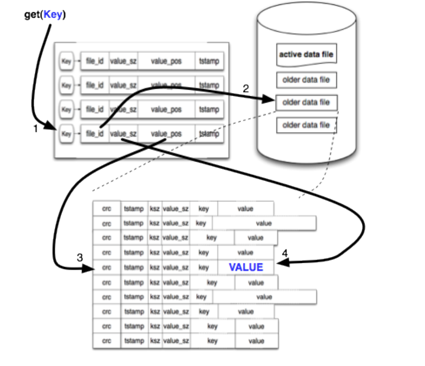 get(Key)
active data file
older data file
older data file
older data file
Key file_id value_sz value_pos tstamp
Key file_id value_sz value_pos tstamp
Key file_id value_sz value_pos tstamp
Key file_id value_sz value_pos tstamp
1
2
crc tstamp ksz value_sz key value
crc tstamp ksz value_sz key value
crc tstamp ksz value_sz key value
crc tstamp ksz value_sz key value
3
crc tstamp ksz value_sz key VALUE
4
crc tstamp ksz value_sz key value
crc tstamp ksz value_sz key value
crc tstamp ksz value_sz key value
crc tstamp ksz value_sz key value
crc tstamp ksz value_sz key value